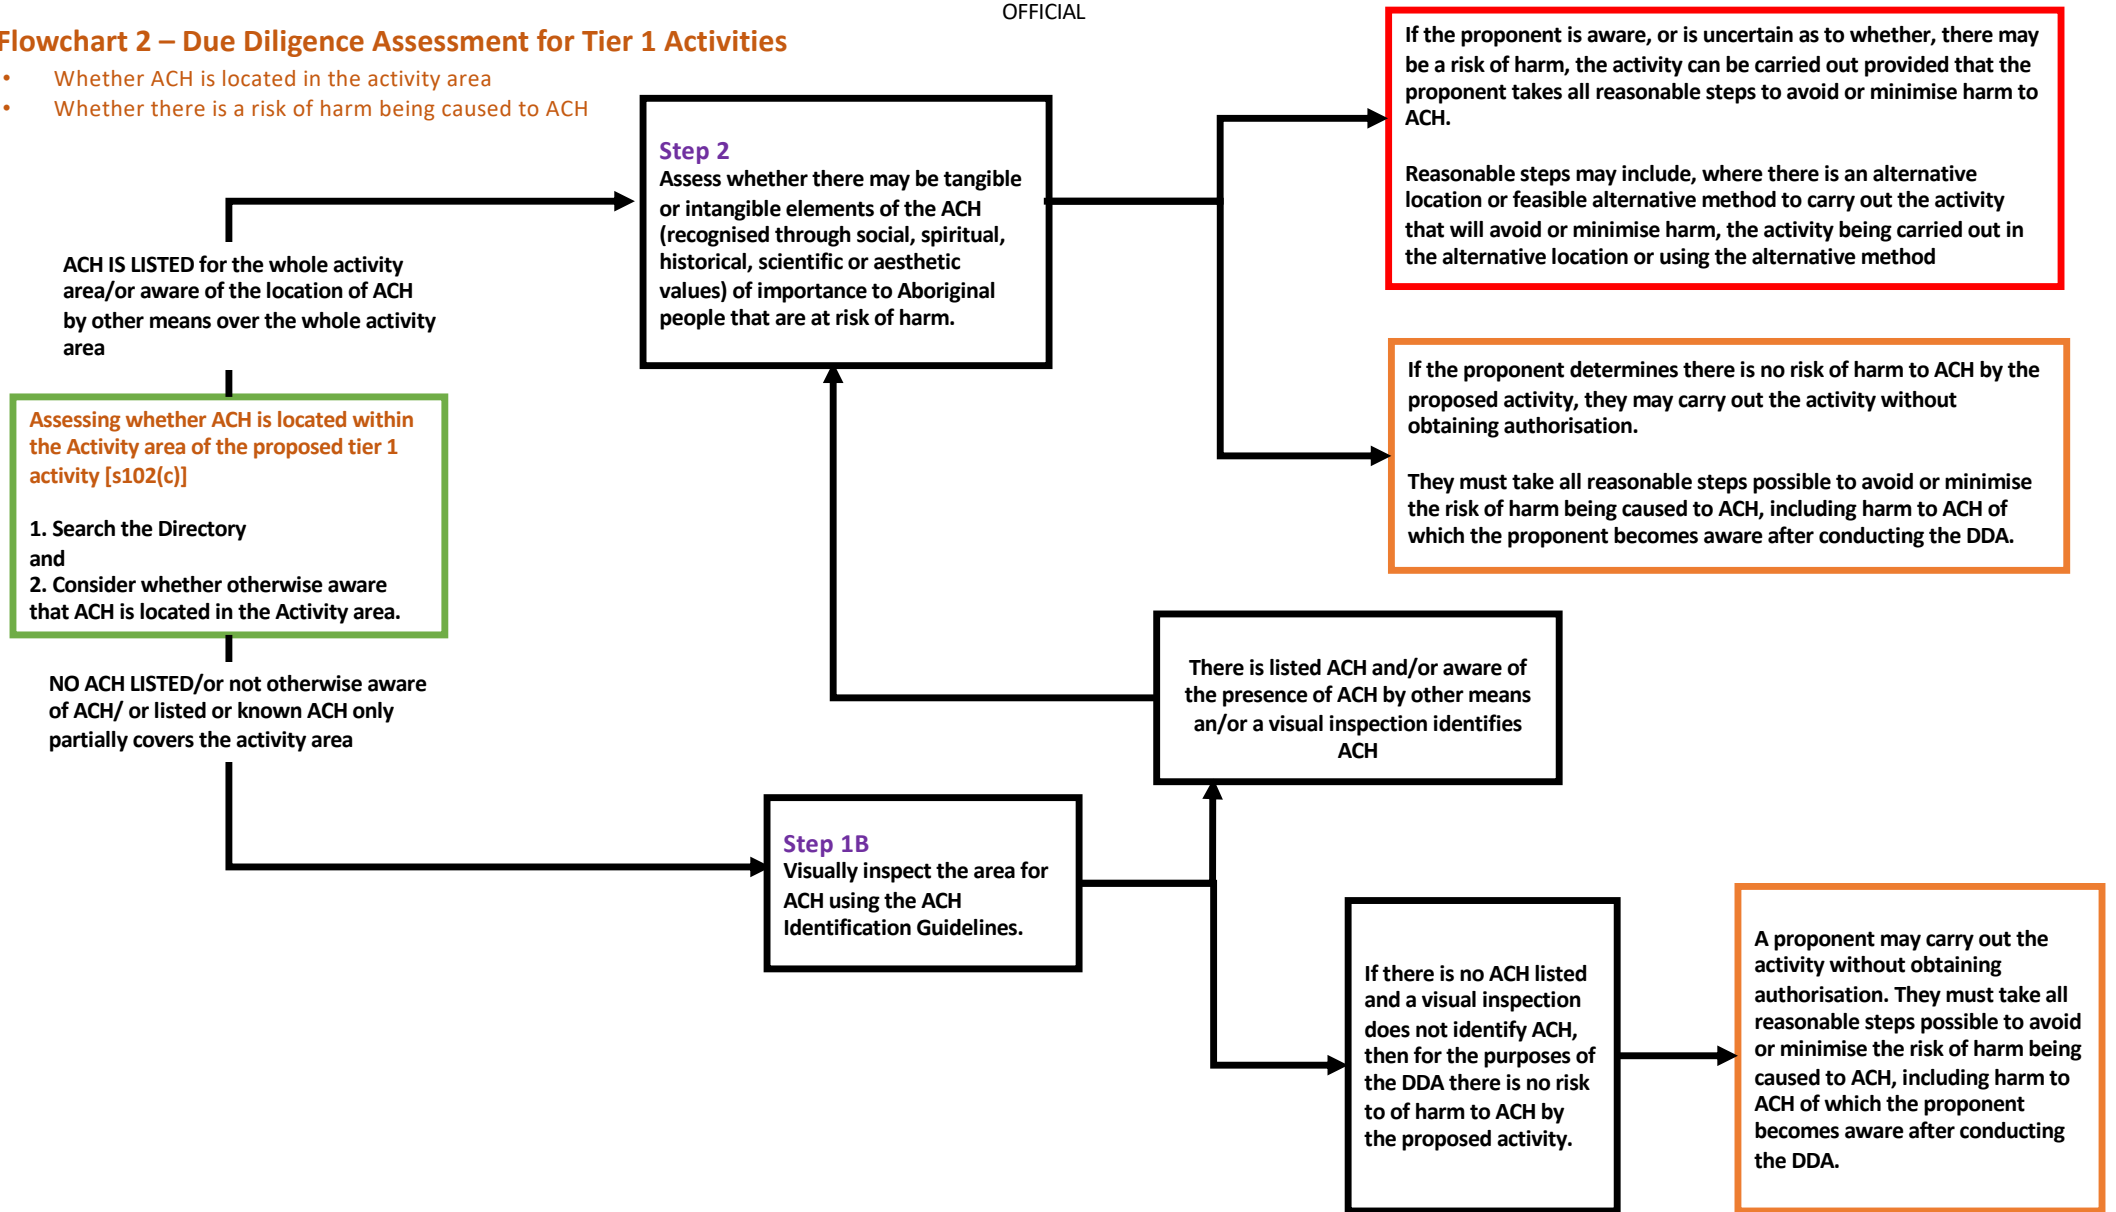 OFFICIAL
Flowchart 2 – Due Diligence Assessment for Tier 1 Activities
• Whether ACH is located in the activity area
• Whether there is a risk of harm being caused to ACH
ACH IS LISTED for the whole activity
area/or aware of the location of ACH
by other means over the whole activity
area
Assessing whether ACH is located within
the Activity area of the proposed tier 1
activity [s102(c)]
1. Search the Directory
and
2. Consider whether otherwise aware
that ACH is located in the Activity area.
NO ACH LISTED/or not otherwise aware
of ACH/ or listed or known ACH only
partially covers the activity area
Step 2
Assess whether there may be tangible
or intangible elements of the ACH
(recognised through social, spiritual,
historical, scientific or aesthetic
values) of importance to Aboriginal
people that are at risk of harm.
If the proponent is aware, or is uncertain as to whether, there may
be a risk of harm, the activity can be carried out provided that the
proponent takes all reasonable steps to avoid or minimise harm to
ACH.
Reasonable steps may include, where there is an alternative
location or feasible alternative method to carry out the activity
that will avoid or minimise harm, the activity being carried out in
the alternative location or using the alternative method
If the proponent determines there is no risk of harm to ACH by the
proposed activity, they may carry out the activity without
obtaining authorisation.
They must take all reasonable steps possible to avoid or minimise
the risk of harm being caused to ACH, including harm to ACH of
which the proponent becomes aware after conducting the DDA.
There is listed ACH and/or aware of
the presence of ACH by other means
an/or a visual inspection identifies
ACH
Step 1B
Visually inspect the area for
ACH using the ACH
Identification Guidelines.
If there is no ACH listed
and a visual inspection
does not identify ACH,
then for the purposes of
the DDA there is no risk
to of harm to ACH by
the proposed activity.
A proponent may carry out the
activity without obtaining
authorisation. They must take all
reasonable steps possible to avoid
or minimise the risk of harm being
caused to ACH, including harm to
ACH of which the proponent
becomes aware after conducting
the DDA.